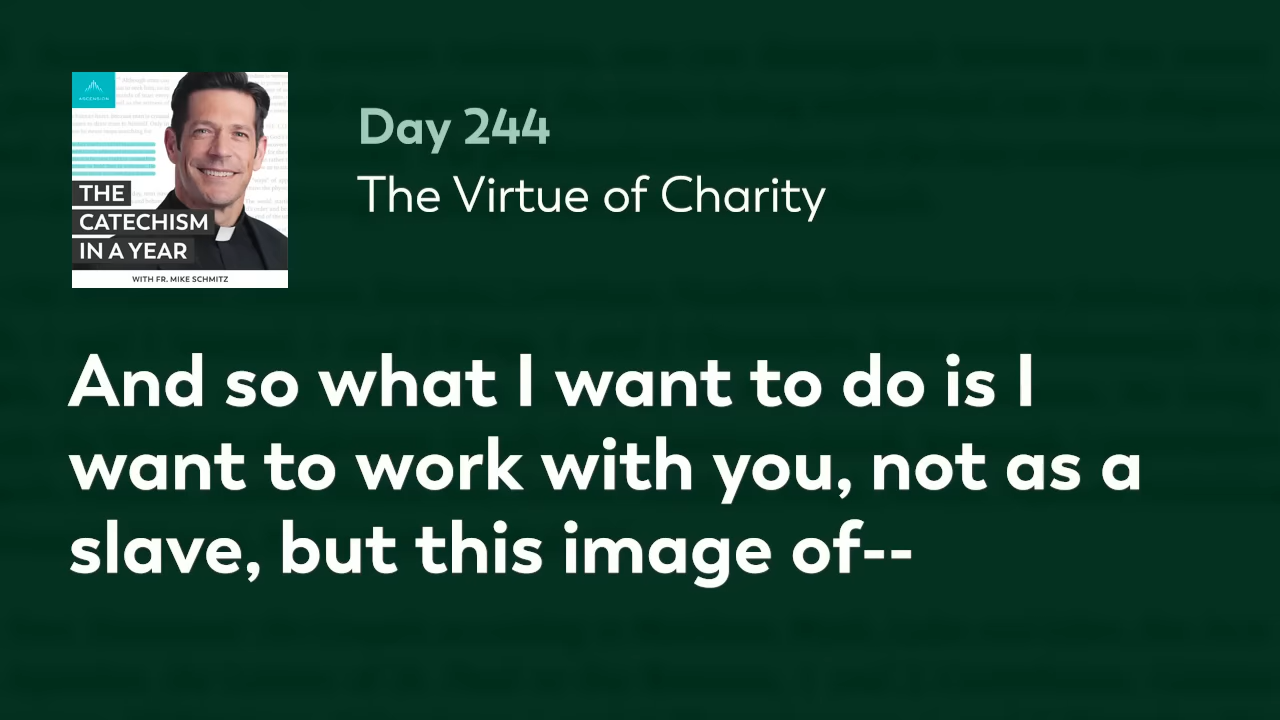 ASCENSION
THE
CATECHISM
IN A YEAR
WITH FR. MIKE SCHMITZ
Day 244
The Virtue of Charity
And so what I want to do is I
want to work with you, not as a
slave, but this image of--